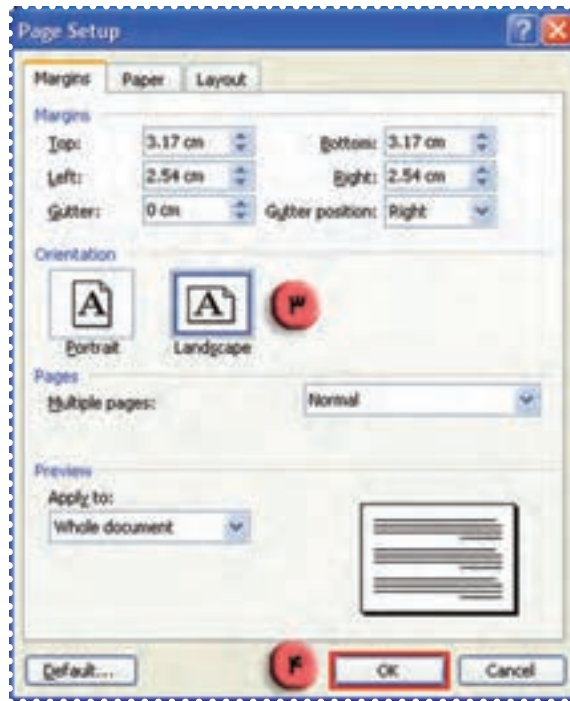 Page Setup
Margins Paper Layout
Margins
Top: 3.17 cm Bottom: 3.17 cm
Left: 2.54 cm Right: 2.54 cm
Gutter: 0 cm Gutter position: Right
Orientation
A A ۳
Portrait Landscape
Pages
Multiple pages: Normal
Preview
Apply to:
Whole document
Default... ۴ OK Cancel